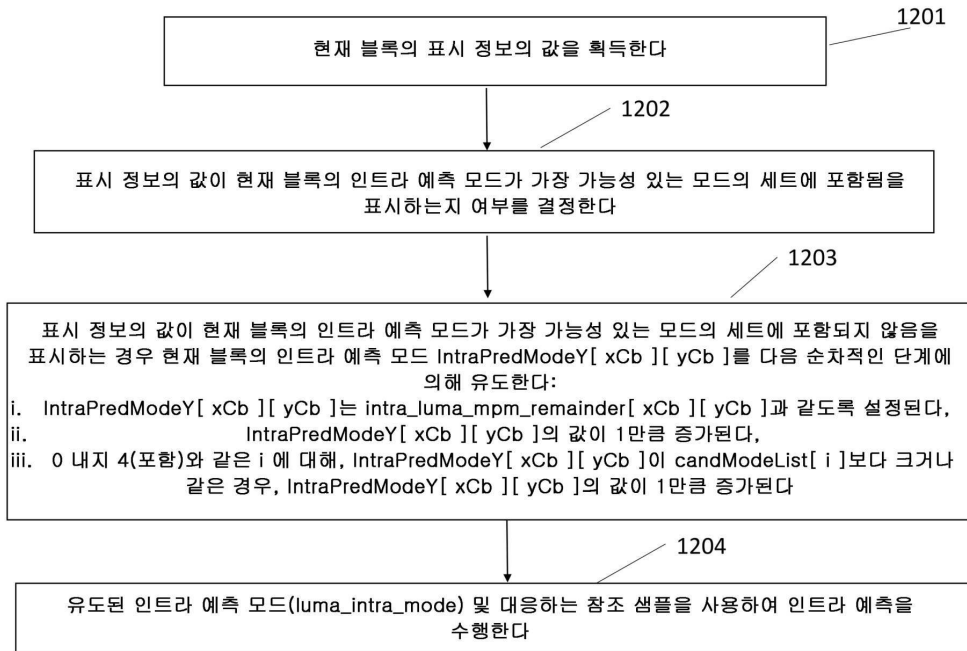 1201
현재 블록의 표시 정보의 값을 획득한다
1202
표시 정보의 값이 현재 블록의 인트라 예측 모드가 가장 가능성 있는 모드의 세트에 포함됨을
표시하는지 여부를 결정한다
1203
표시 정보의 값이 현재 블록의 인트라 예측 모드가 가장 가능성 있는 모드의 세트에 포함되지 않음을
표시하는 경우 현재 블록의 인트라 예측 모드 IntraPredModeY[ xCb ][ yCb ]를 다음 순차적인 단계에
의해 유도한다:
i. IntraPredModeY[ xCb ][ yCb ]는 intra_luma_mpm_remainder[ xCb ][ yCb ]과 같도록 설정된다,
ii. IntraPredModeY[ xCb ][ yCb ]의 값이 1만큼 증가된다,
iii. 0 내지 4(포함)와 같은 i 에 대해, IntraPredModeY[ xCb ][ yCb ]이 candModeList[ i ]보다 크거나
같은 경우, IntraPredModeY[ xCb ][ yCb ]의 값이 1만큼 증가된다
1204
유도된 인트라 예측 모드(luma_intra_mode) 및 대응하는 참조 샘플을 사용하여 인트라 예측을
수행한다